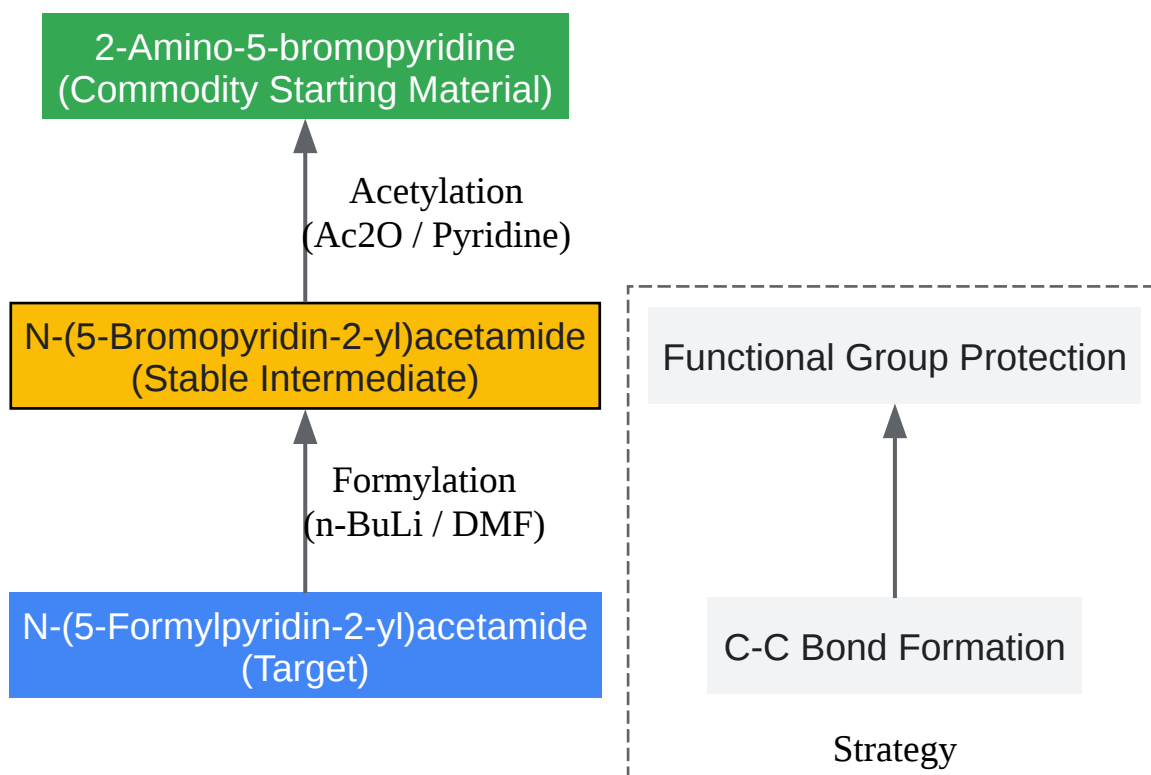 2-Amino-5-bromopyridine
(Commodity Starting Material)
Acetylation
(Ac2O / Pyridine)
N-(5-Bromopyridin-2-yl)acetamide
(Stable Intermediate)
Functional Group Protection
Formylation
(n-BuLi / DMF)
N-(5-Formylpyridin-2-yl)acetamide
(Target)
C-C Bond Formation
Strategy